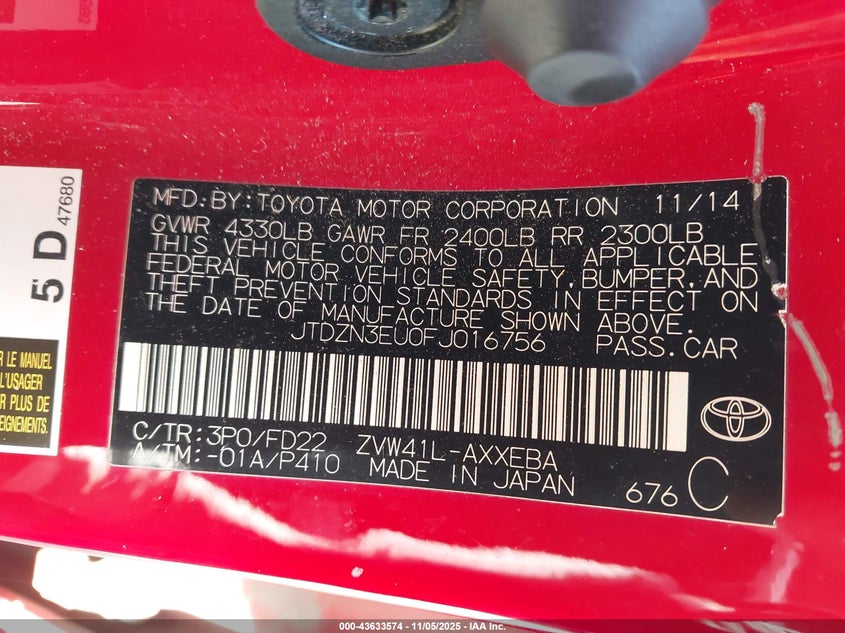 MFD.BY:TOYOTA MOTOR CORPORATION 11/14
GVWR 4330LB GAWR FR 2400LB RR 2300LB
THIS VEHICLE CONFORMS TO ALL APPLICABLE
FEDERAL MOTOR VEHICLE SAFETY,BUMPER,AND
THEFT PREVENTION STANDARDS IN EFFECT ON
THE DATE OF MANUFACTURE SHOWN ABOVE.
JTDZN3EU0FJ016756 PASS.CAR
C/TR:3P0/FD22 ZVW41L-AXXEBA
A/TM:-01A/P410 MADE IN JAPAN
676 C
5 D
47680
R LE MANUEL
L'USAGER
R PLUS DE
EIGNEMENTS.
000-43633574 - 11/05/2025 - IAA Inc.